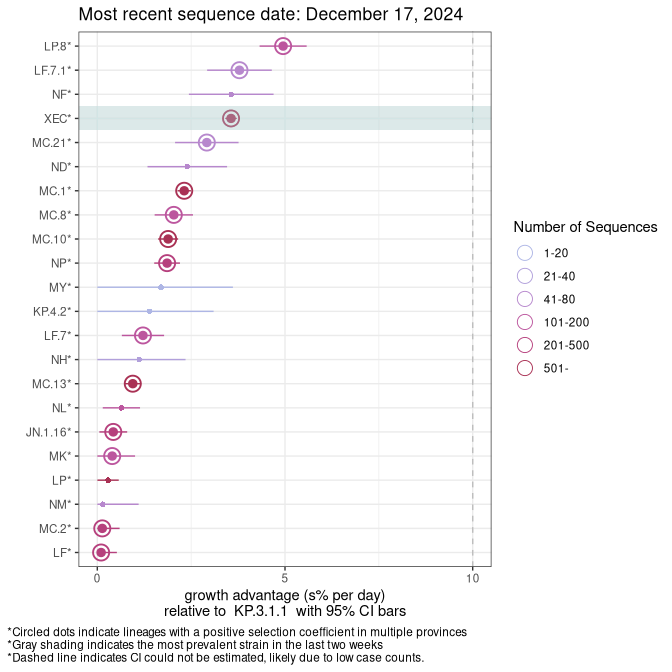 Most recent sequence date: December 17, 2024
LP.8*
LF.7.1*
NF*
XEC*
MC.21*
ND*
MC.1*
MC.8*
MC.10*
NP*
MY*
KP.4.2*
LF.7*
NH*
MC.13*
NL*
JN.1.16*
MK*
LP*
NM*
MC.2*
LF*
0 5 10
growth advantage (s% per day)
relative to KP.3.1.1 with 95% CI bars
Number of Sequences
1-20
21-40
41-80
101-200
201-500
501-
*Circled dots indicate lineages with a positive selection coefficient in multiple provinces
*Gray shading indicates the most prevalent strain in the last two weeks
*Dashed line indicates CI could not be estimated, likely due to low case counts.